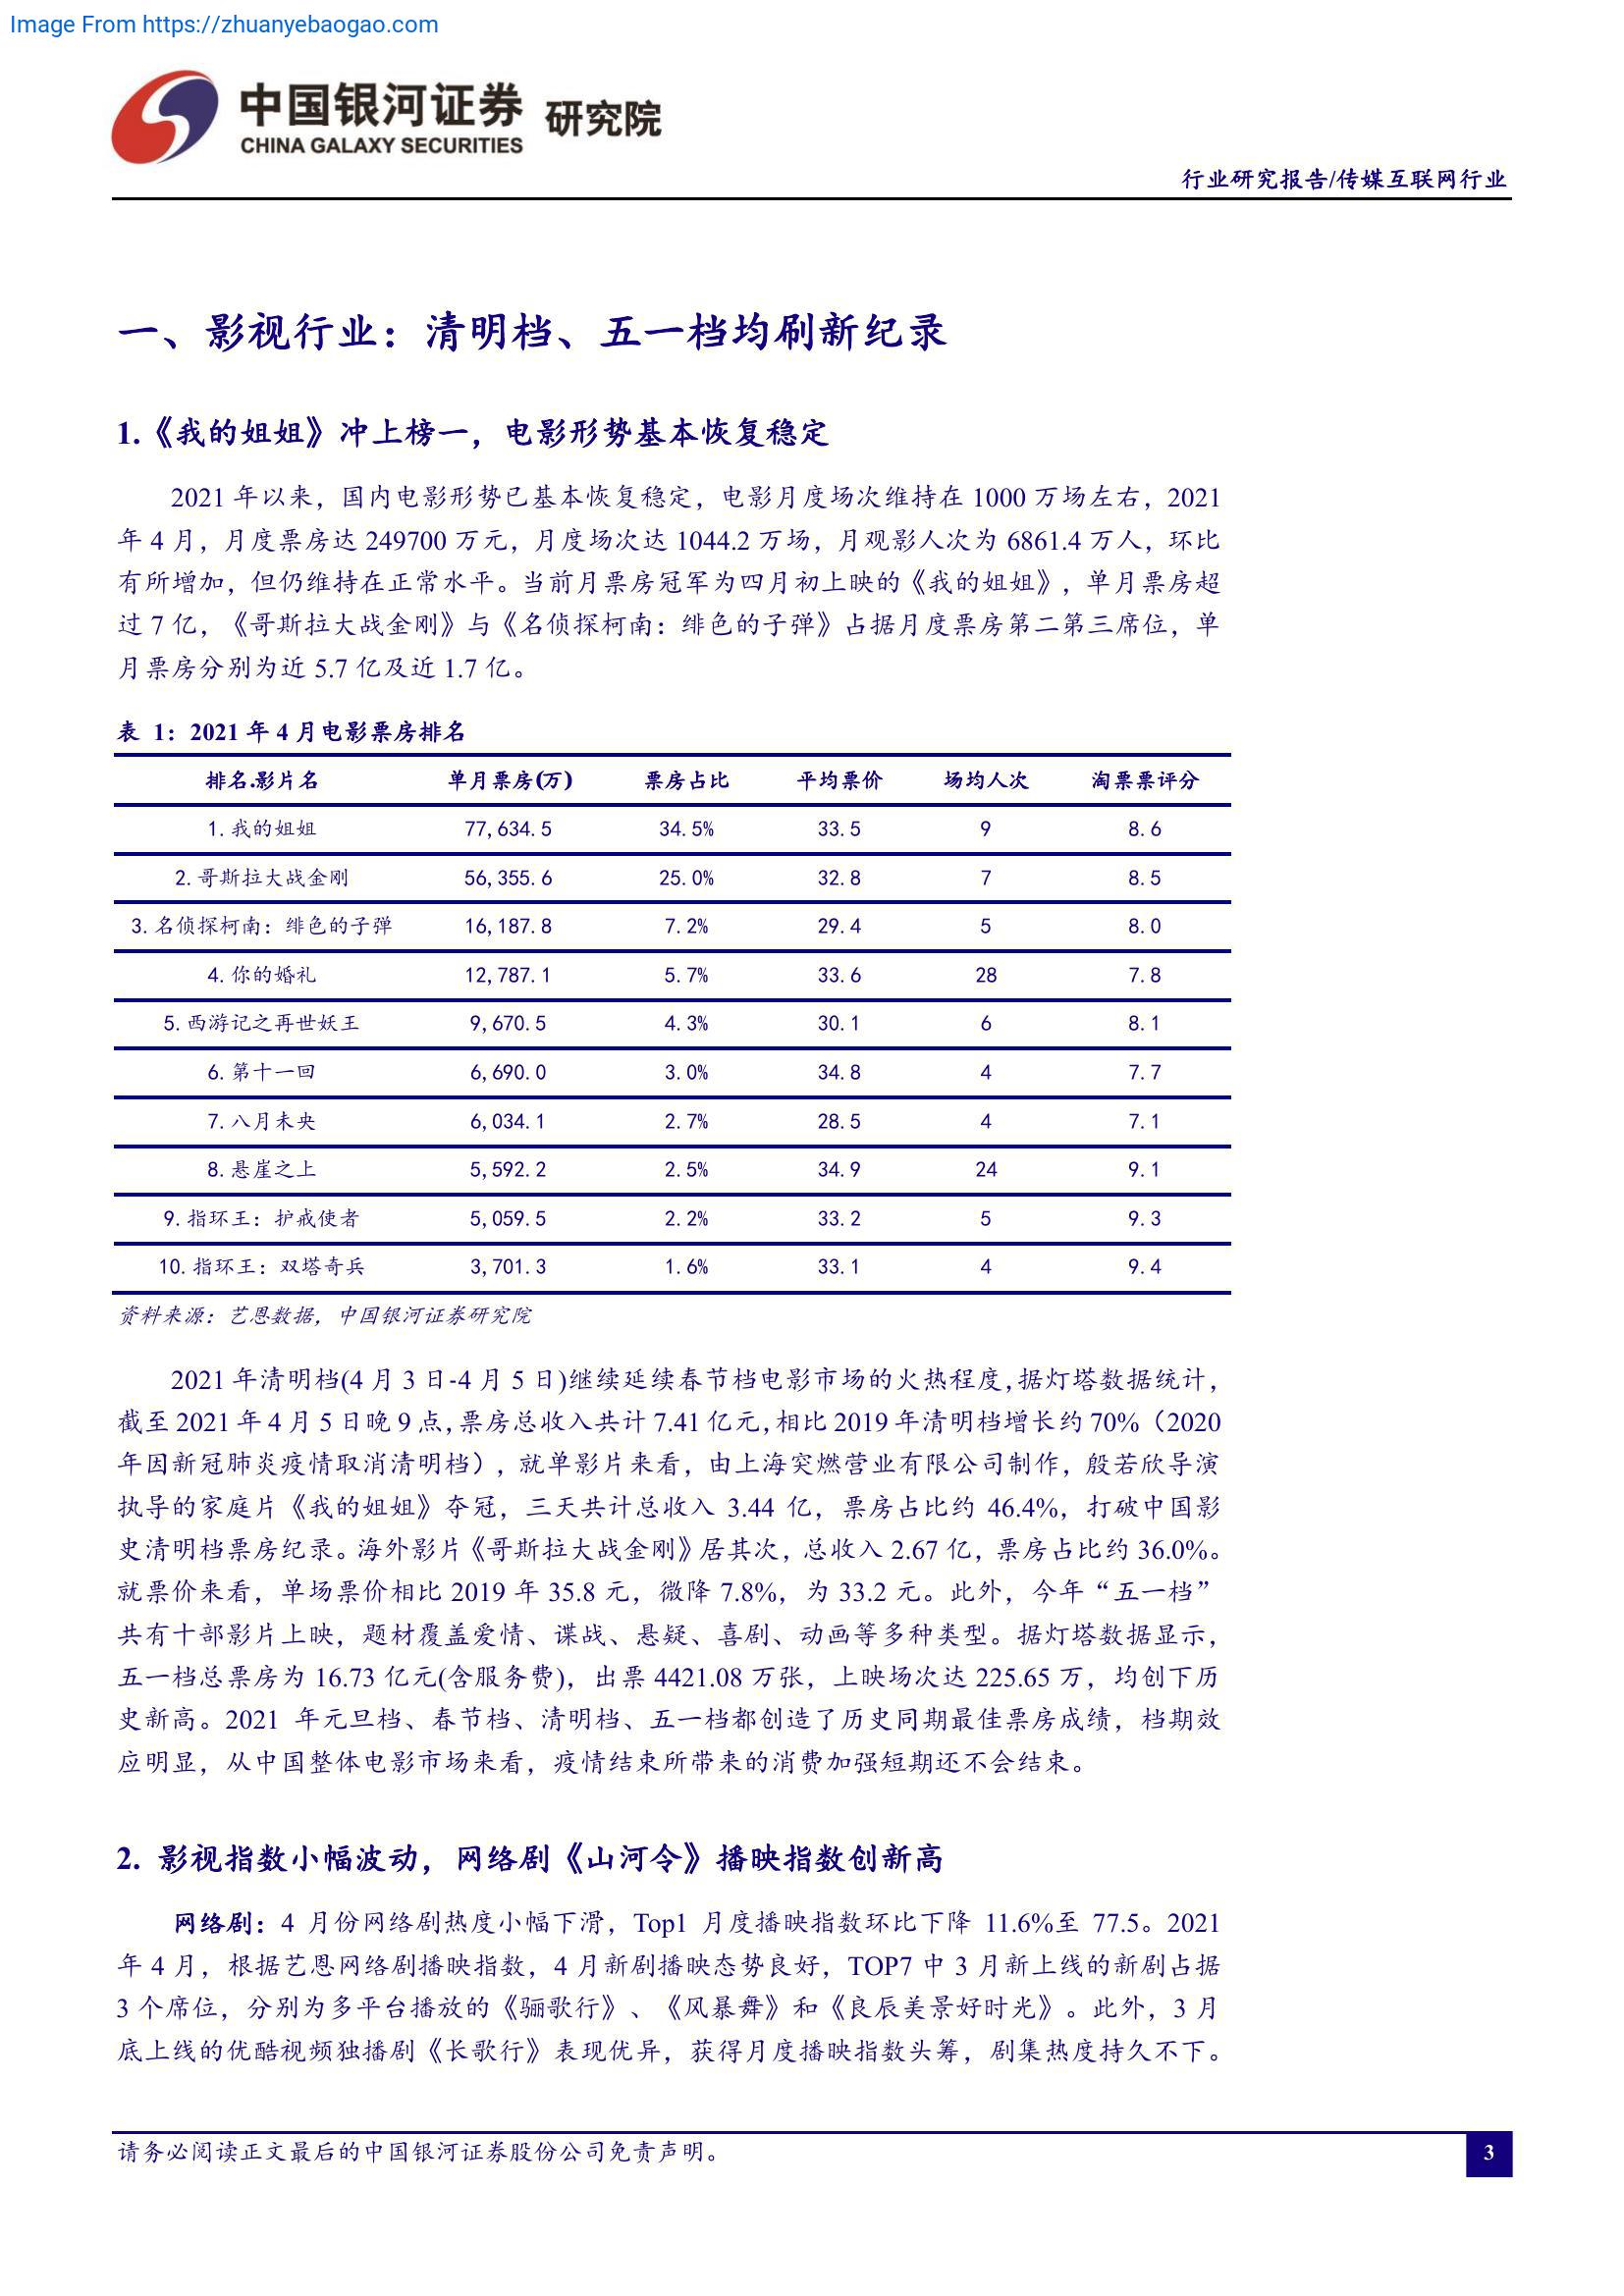 Image From https://zhuanyebaogao.com
中国银河证券 研究院
CHINA GALAXY SECURITIES
行业研究报告/传媒互联网行业
一、影视行业：清明档、五一档均刷新纪录
1.《我的姐姐》冲上榜一，电影形势基本恢复稳定
2021 年以来，国内电影形势已基本恢复稳定，电影月度场次维持在 1000 万场左右，2021
年 4 月，月度票房达 249700 万元，月度场次达 1044.2 万场，月观影人次为 6861.4 万人，环比
有所增加，但仍维持在正常水平。当前月票房冠军为四月初上映的《我的姐姐》，单月票房超
过 7 亿，《哥斯拉大战金刚》与《名侦探柯南：绯色的子弹》占据月度票房第二第三席位，单
月票房分别为近 5.7 亿及近 1.7 亿。
表 1：2021 年 4 月电影票房排名
排名.影片名 单月票房(万) 票房占比 平均票价 场均人次 淘票票评分
1.我的姐姐 77,634.5 34.5% 33.5 9 8.6
2.哥斯拉大战金刚 56,355.6 25.0% 32.8 7 8.5
3.名侦探柯南：绯色的子弹 16,187.8 7.2% 29.4 5 8.0
4.你的婚礼 12,787.1 5.7% 33.6 28 7.8
5.西游记之再世妖王 9,670.5 4.3% 30.1 6 8.1
6.第十一回 6,690.0 3.0% 34.8 4 7.7
7.八月未央 6,034.1 2.7% 28.5 4 7.1
8.悬崖之上 5,592.2 2.5% 34.9 24 9.1
9.指环王：护戒使者 5,059.5 2.2% 33.2 5 9.3
10.指环王：双塔奇兵 3,701.3 1.6% 33.1 4 9.4
资料来源：艺恩数据，中国银河证券研究院
2021 年清明档(4 月 3 日-4 月 5 日)继续延续春节档电影市场的火热程度,据灯塔数据统计，
截至 2021 年 4 月 5 日晚 9 点,票房总收入共计 7.41 亿元,相比 2019 年清明档增长约 70%（2020
年因新冠肺炎疫情取消清明档），就单影片来看，由上海突燃营业有限公司制作，殷若欣导演
执导的家庭片《我的姐姐》夺冠，三天共计总收入 3.44 亿，票房占比约 46.4%，打破中国影
史清明档票房纪录。海外影片《哥斯拉大战金刚》居其次，总收入 2.67 亿，票房占比约 36.0%。
就票价来看，单场票价相比 2019 年 35.8 元，微降 7.8%，为 33.2 元。此外，今年“五一档”
共有十部影片上映，题材覆盖爱情、谍战、悬疑、喜剧、动画等多种类型。据灯塔数据显示，
五一档总票房为 16.73 亿元(含服务费)，出票 4421.08 万张，上映场次达 225.65 万，均创下历
史新高。2021 年元旦档、春节档、清明档、五一档都创造了历史同期最佳票房成绩，档期效
应明显，从中国整体电影市场来看，疫情结束所带来的消费加强短期还不会结束。
2. 影视指数小幅波动，网络剧《山河令》播映指数创新高
网络剧：4 月份网络剧热度小幅下滑，Top1 月度播映指数环比下降 11.6%至 77.5。2021
年 4 月，根据艺恩网络剧播映指数，4 月新剧播映态势良好，TOP7 中 3 月新上线的新剧占据
3 个席位，分别为多平台播放的《骊歌行》、《风暴舞》和《良辰美景好时光》。此外，3 月
底上线的优酷视频独播剧《长歌行》表现优异，获得月度播映指数头筹，剧集热度持久不下。
请务必阅读正文最后的中国银河证券股份公司免责声明。
3